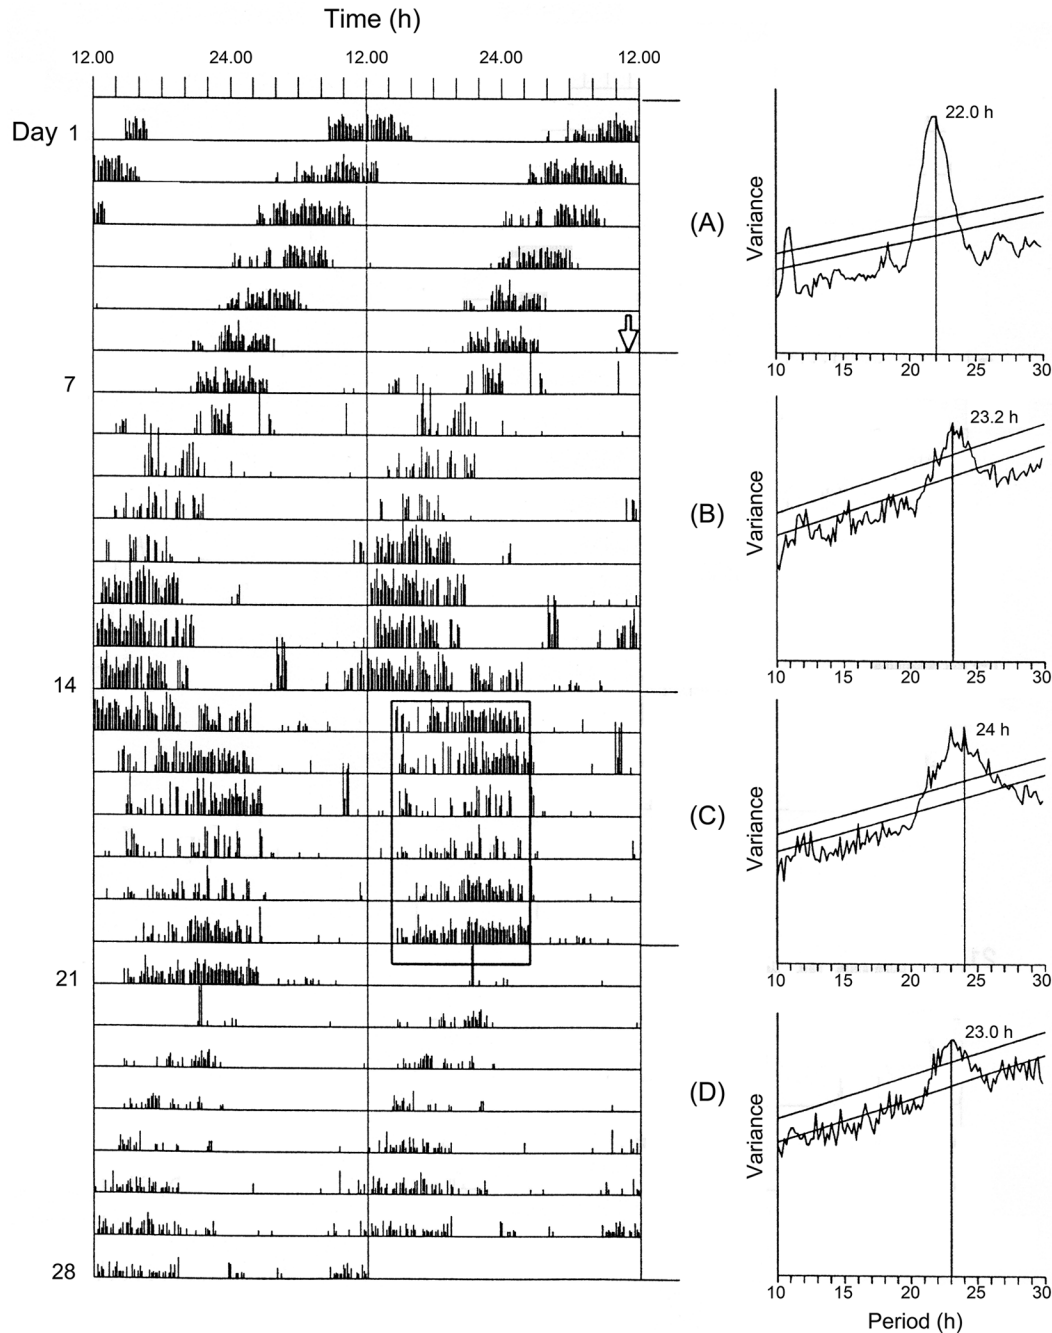 Time (h)
12.00 24.00 12.00 24.00 12.00
Day 1
7
14
21
28
(A)
Variance
22.0 h
10 15 20 25 30
(B)
Variance
23.2 h
10 15 20 25 30
(C)
Variance
24 h
10 15 20 25 30
(D)
Variance
23.0 h
10 15 20 25 30
Period (h)